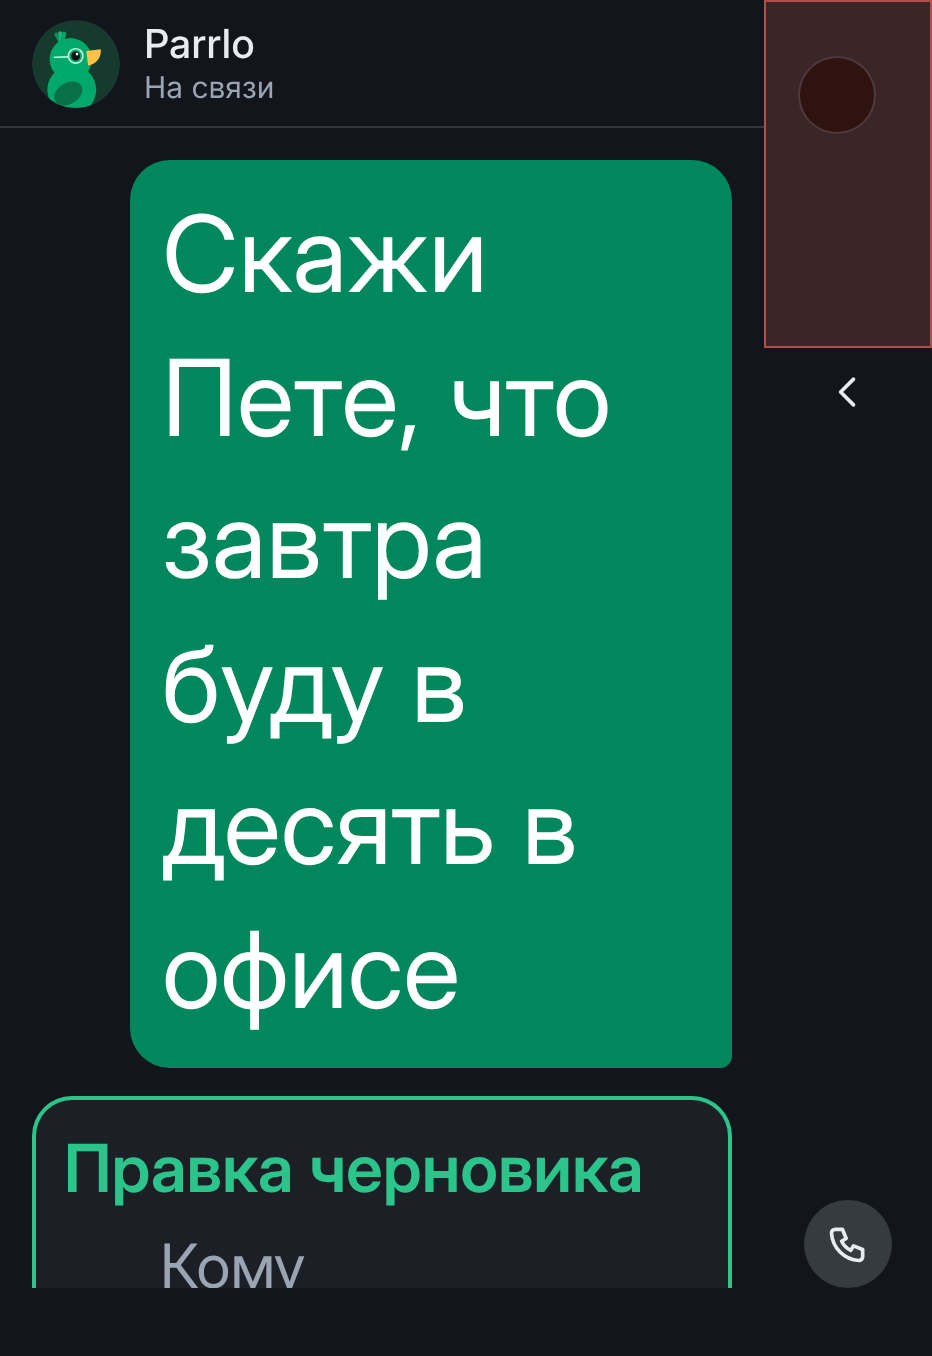 Parrlo
На связи
Скажи
Пете, что
завтра
буду в
десять в
офисе
Правка черновика
Кому